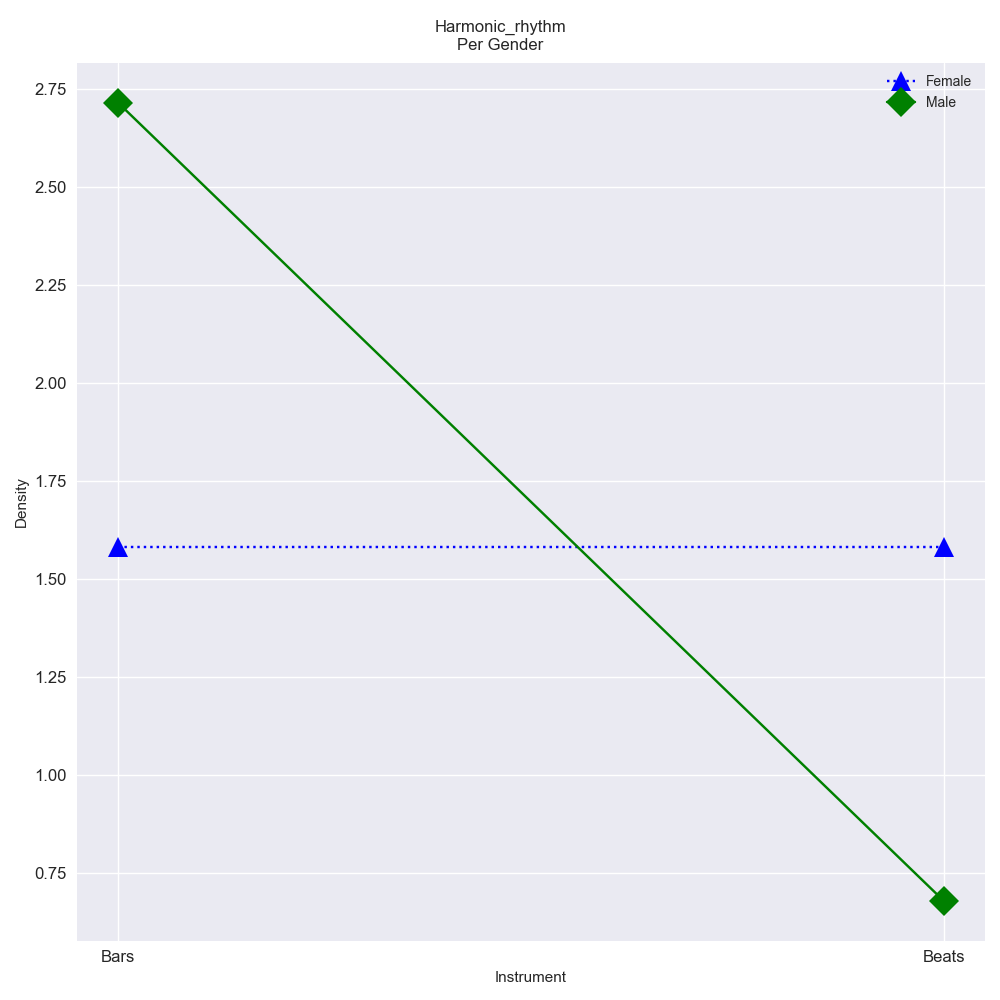 Harmonic_rhythm
Per Gender
Female
Male
Density
2.75
2.50
2.25
2.00
1.75
1.50
1.25
1.00
0.75
Bars
Beats
Instrument